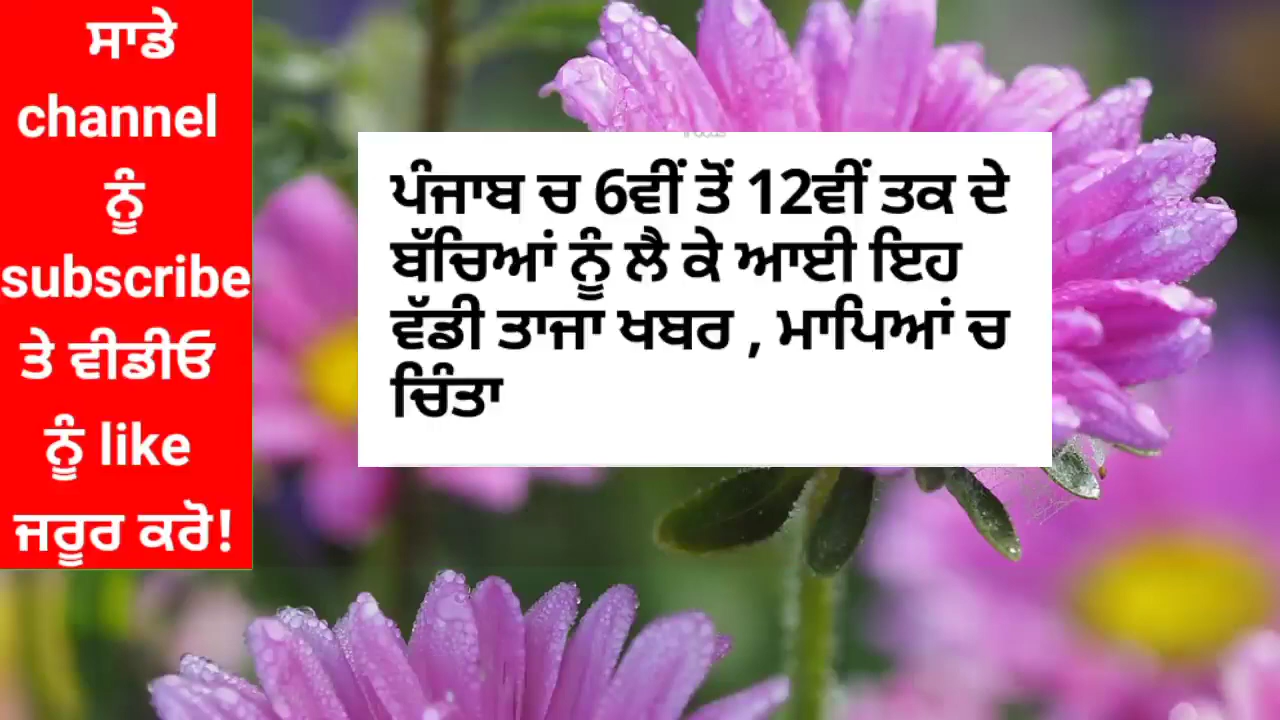 ਸਾਡੇ
channel
ਨੂੰ
subscribe
ਤੇ ਵੀਡੀਓ
ਨੂੰ like
ਜਰੂਰ ਕਰੋ!
ਪੰਜਾਬ ਚ 6ਵੀਂ ਤੋਂ 12ਵੀਂ ਤਕ ਦੇ
ਬੱਚਿਆਂ ਨੂੰ ਲੈ ਕੇ ਆਈ ਇਹ
ਵੱਡੀ ਤਾਜਾ ਖਬਰ , ਮਾਪਿਆਂ ਚ
ਚਿੰਤਾ